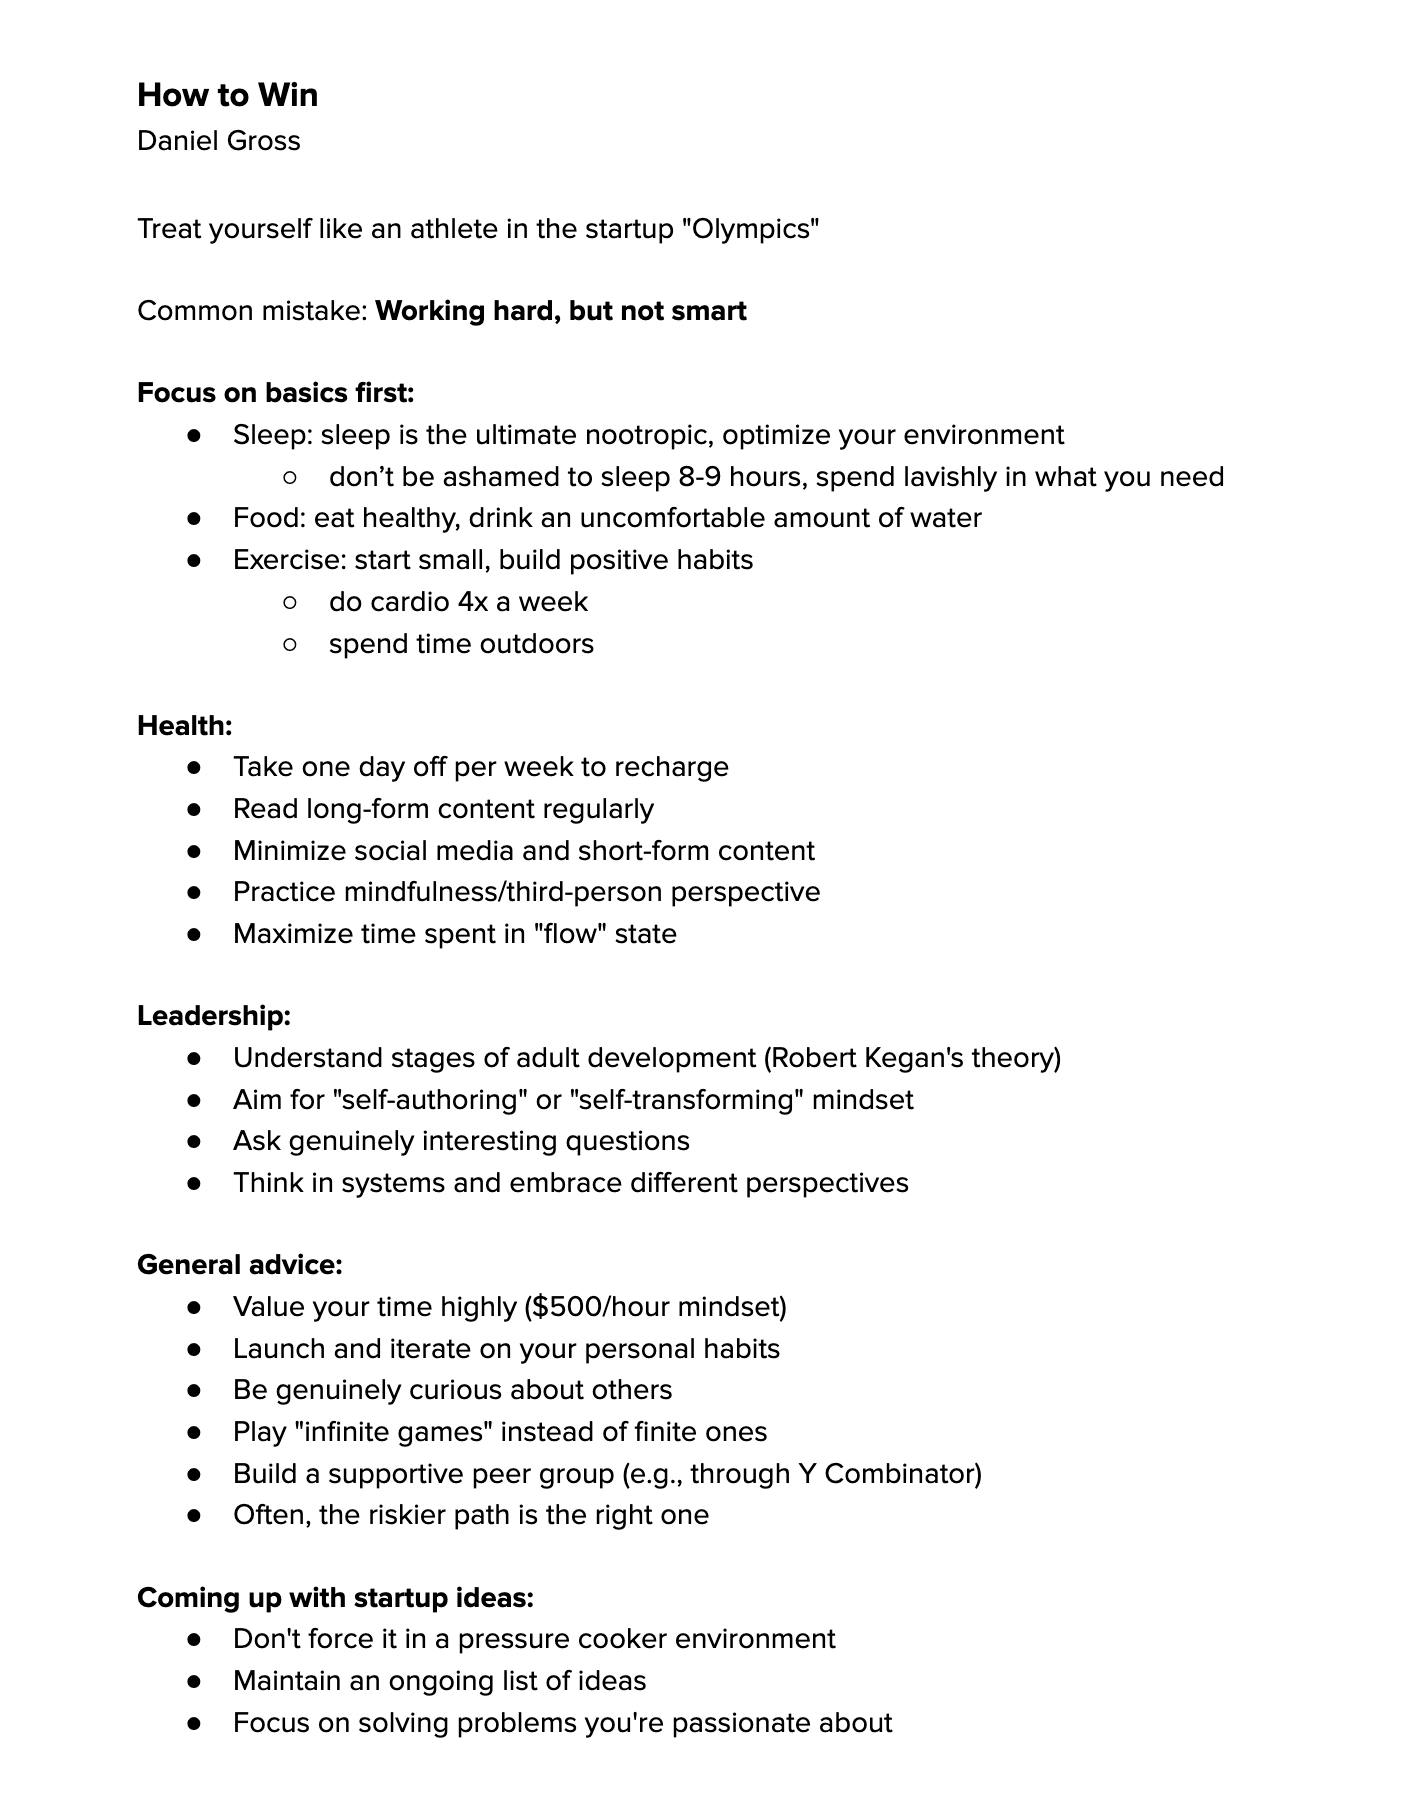 How to Win
Daniel Gross
Treat yourself like an athlete in the startup "Olympics"
Common mistake: Working hard, but not smart
Focus on basics first:
● Sleep: sleep is the ultimate nootropic, optimize your environment
○ don’t be ashamed to sleep 8-9 hours, spend lavishly in what you need
● Food: eat healthy, drink an uncomfortable amount of water
● Exercise: start small, build positive habits
○ do cardio 4x a week
○ spend time outdoors
Health:
● Take one day off per week to recharge
● Read long-form content regularly
● Minimize social media and short-form content
● Practice mindfulness/third-person perspective
● Maximize time spent in "flow" state
Leadership:
● Understand stages of adult development (Robert Kegan's theory)
● Aim for "self-authoring" or "self-transforming" mindset
● Ask genuinely interesting questions
● Think in systems and embrace different perspectives
General advice:
● Value your time highly ($500/hour mindset)
● Launch and iterate on your personal habits
● Be genuinely curious about others
● Play "infinite games" instead of finite ones
● Build a supportive peer group (e.g., through Y Combinator)
● Often, the riskier path is the right one
Coming up with startup ideas:
● Don't force it in a pressure cooker environment
● Maintain an ongoing list of ideas
● Focus on solving problems you're passionate about